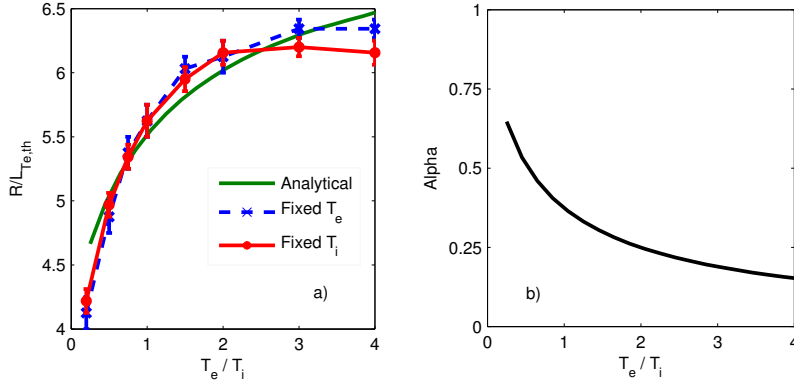 6.5
6
5.5
5
4.5
4
R/L_Te,th
0
1
2
3
4
T_e / T_i
Analytical
Fixed T_e
Fixed T_i
a)
1
0.75
0.5
0.25
0
Alpha
0
1
2
3
4
T_e / T_i
b)